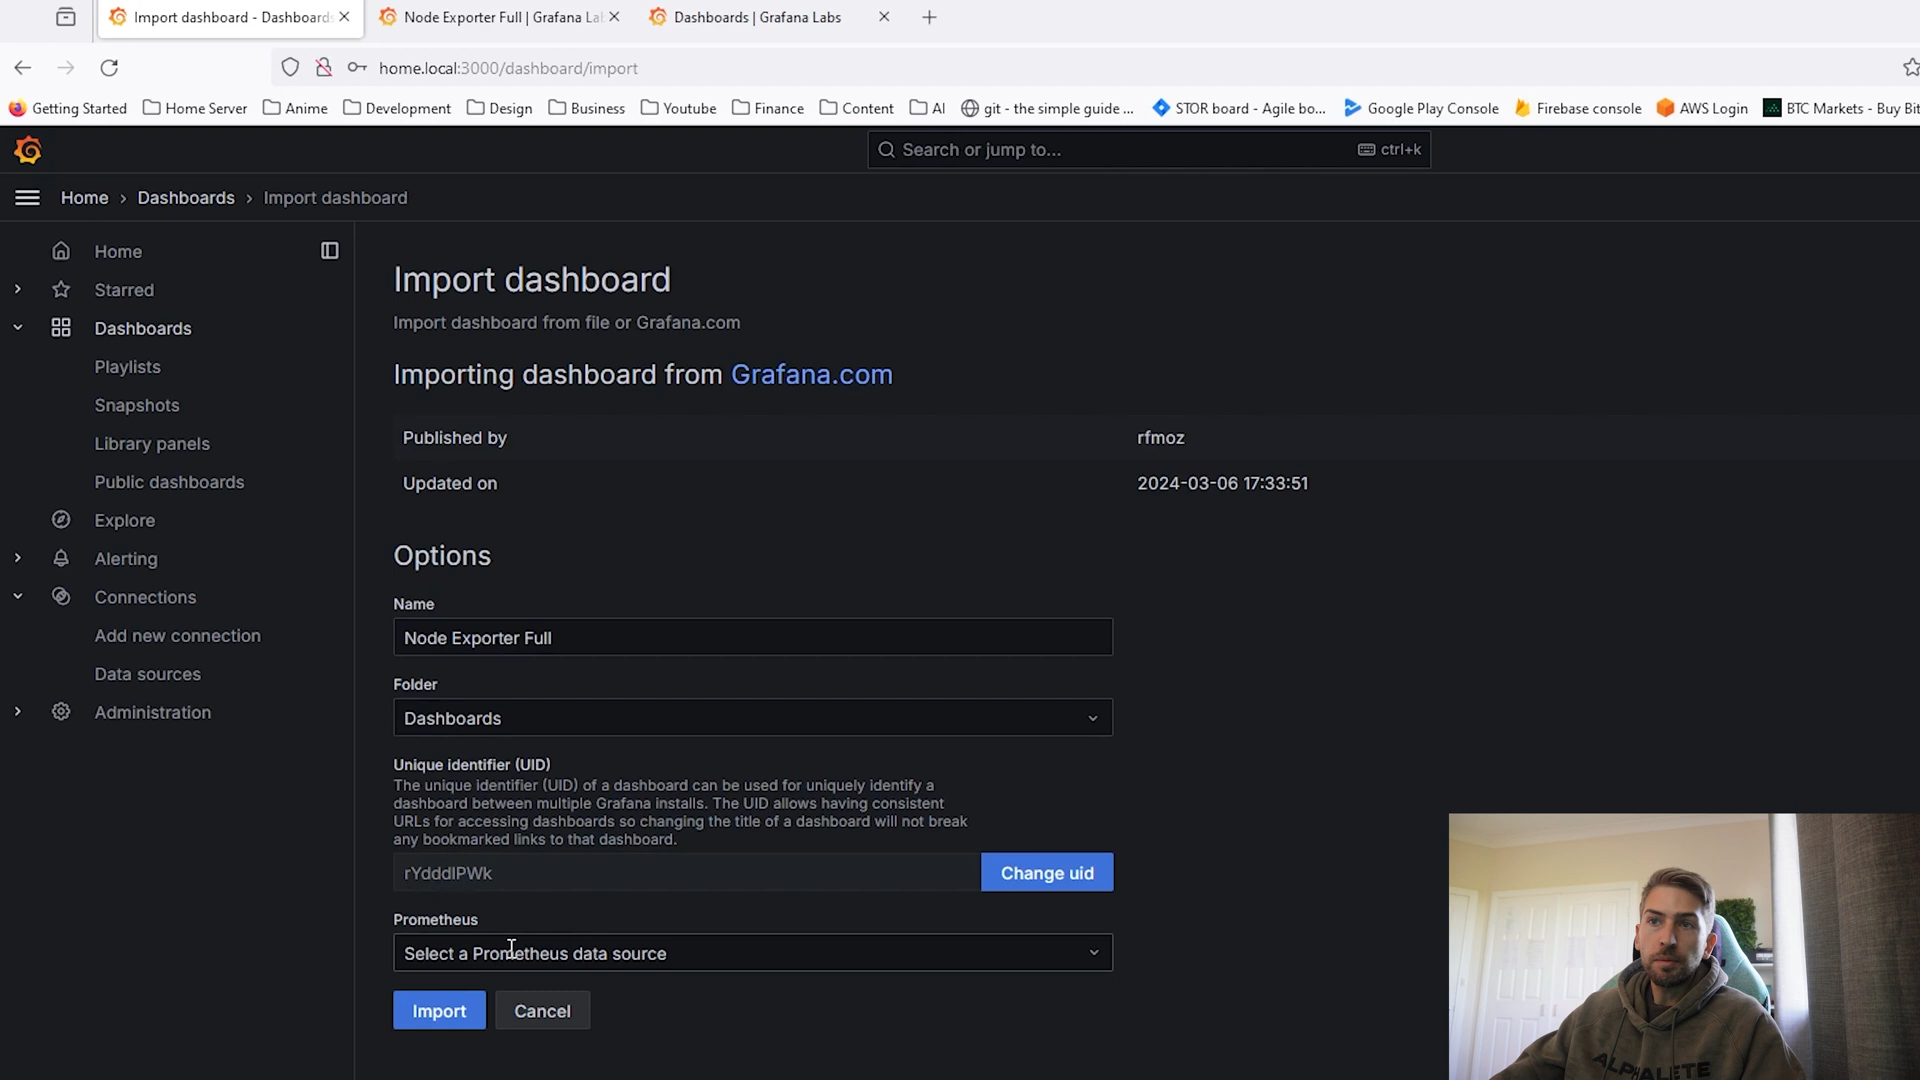 Import dashboard - Dashboards
Node Exporter Full | Grafana La
Dashboards | Grafana Labs
home.local:3000/dashboard/import
Getting Started
Home Server
Anime
Development
Design
Business
Youtube
Finance
Content
AI
git - the simple guide ...
STOR board - Agile bo...
Google Play Console
Firebase console
AWS Login
BTC Markets - Buy Bit
Search or jump to...
ctrl+k
Home › Dashboards › Import dashboard
Home
Starred
Dashboards
Playlists
Snapshots
Library panels
Public dashboards
Explore
Alerting
Connections
Add new connection
Data sources
Administration
Import dashboard
Import dashboard from file or Grafana.com
Importing dashboard from Grafana.com
Published by
rfmoz
Updated on
2024-03-06 17:33:51
Options
Name
Node Exporter Full
Folder
Dashboards
Unique identifier (UID)
The unique identifier (UID) of a dashboard can be used for uniquely identify a
dashboard between multiple Grafana installs. The UID allows having consistent
URLs for accessing dashboards so changing the title of a dashboard will not break
any bookmarked links to that dashboard.
rYdddlPWk
Change uid
Prometheus
Select a Prometheus data source
Import
Cancel
ALPHALETE